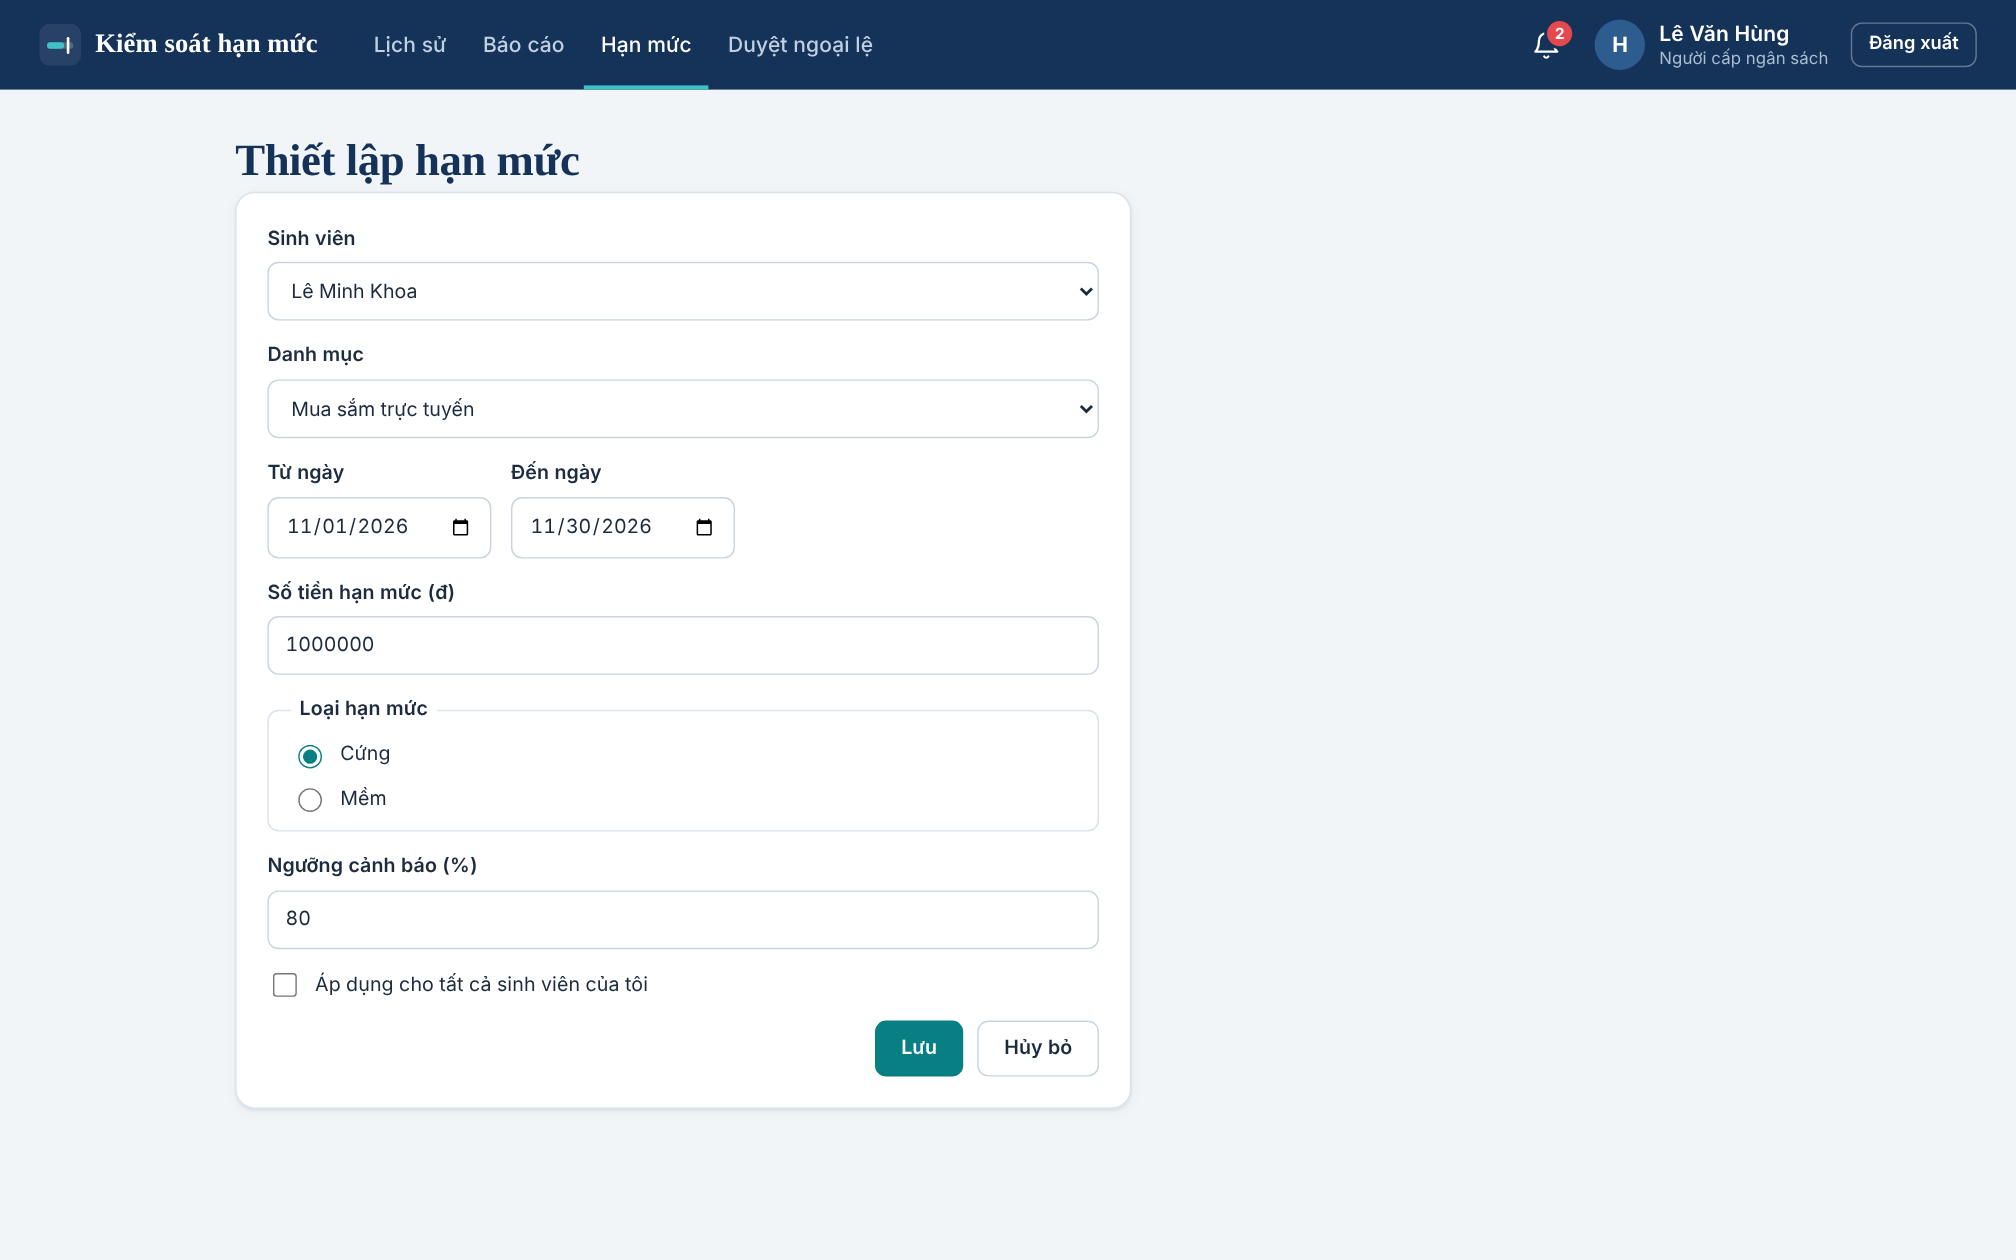 Kiểm soát hạn mức
Lịch sử
Báo cáo
Hạn mức
Duyệt ngoại lệ
2
H
Lê Văn Hùng
Người cấp ngân sách
Đăng xuất
Thiết lập hạn mức
Sinh viên
Lê Minh Khoa
Danh mục
Mua sắm trực tuyến
Từ ngày
Đến ngày
11/01/2026
11/30/2026
Số tiền hạn mức (đ)
1000000
Loại hạn mức
Cứng
Mềm
Ngưỡng cảnh báo (%)
80
Áp dụng cho tất cả sinh viên của tôi
Lưu
Hủy bỏ